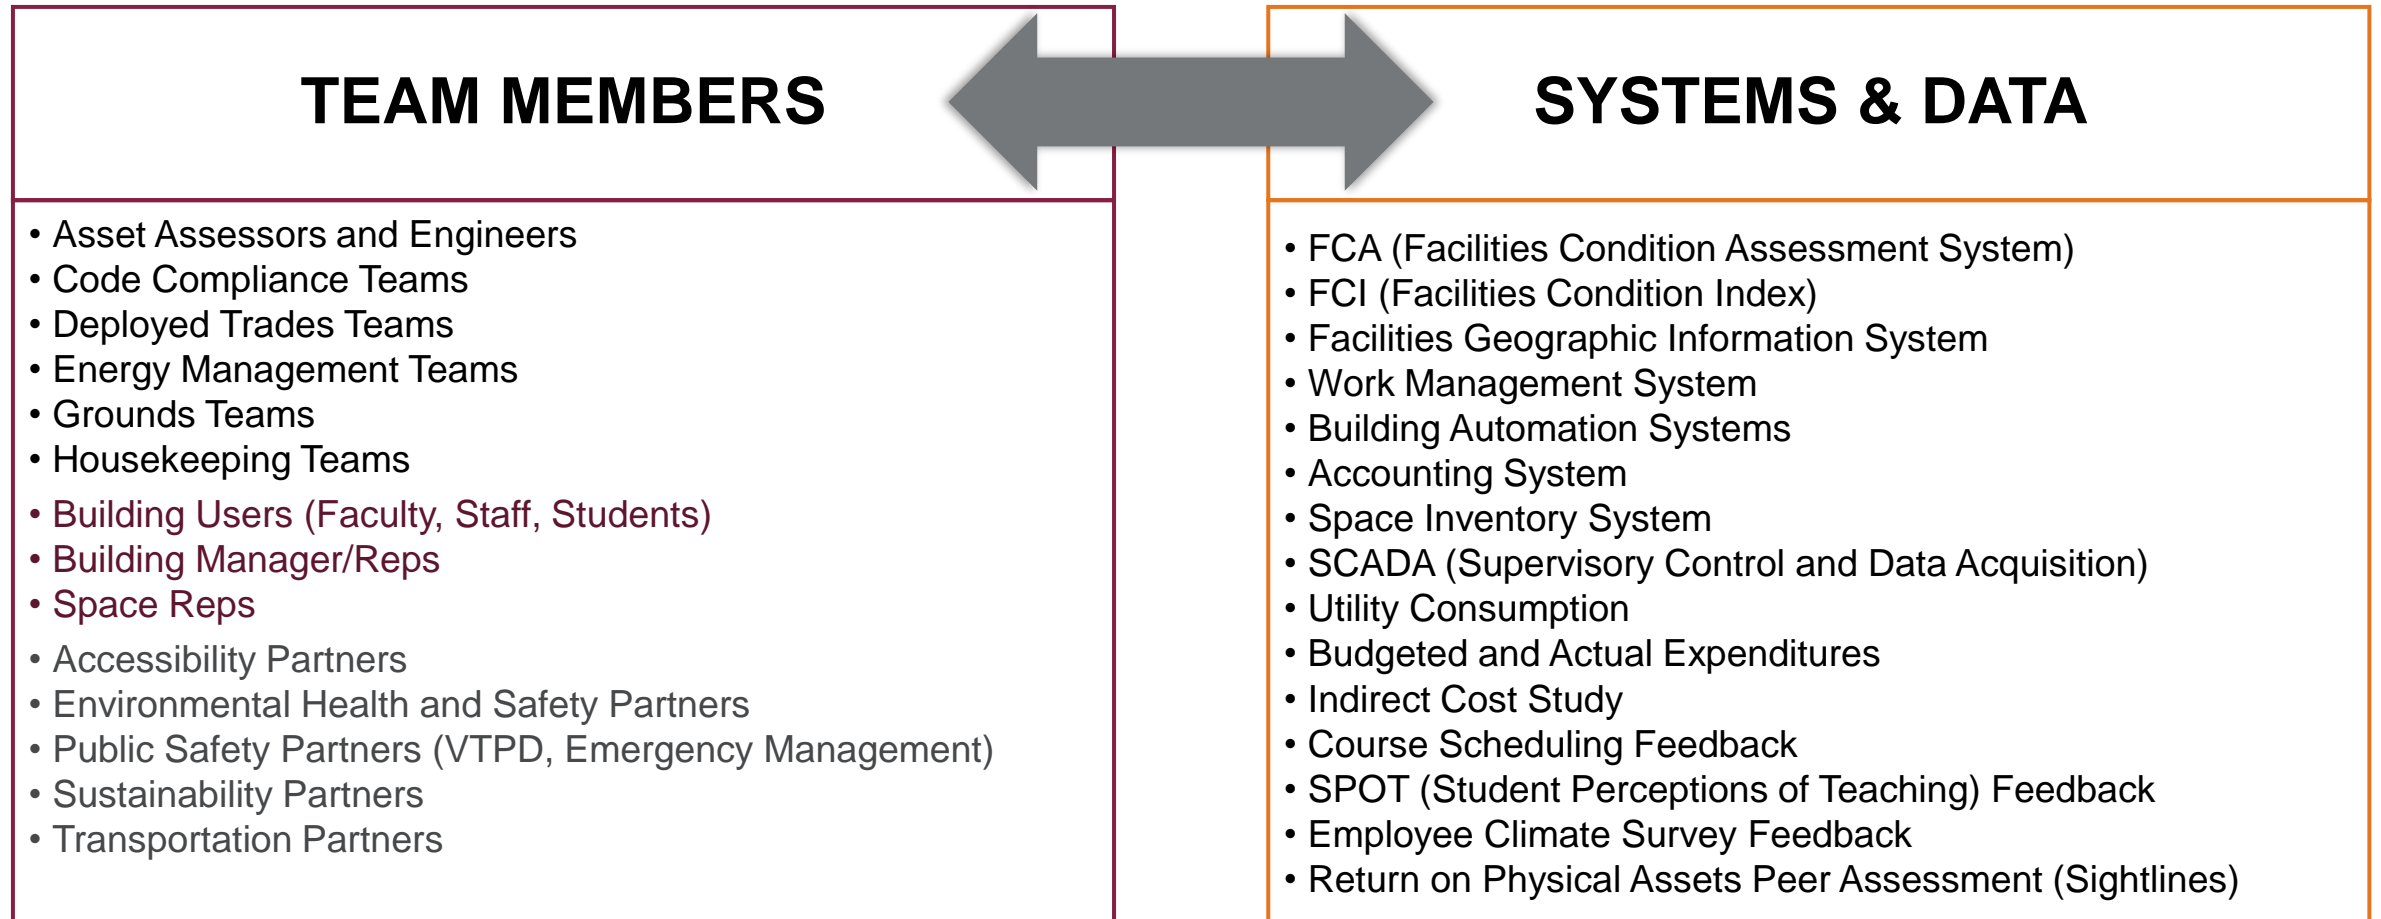 TEAM MEMBERS
• Asset Assessors and Engineers
• Code Compliance Teams
• Deployed Trades Teams
• Energy Management Teams
• Grounds Teams
• Housekeeping Teams
• Building Users (Faculty, Staff, Students)
• Building Manager/Reps
• Space Reps
• Accessibility Partners
• Environmental Health and Safety Partners
• Public Safety Partners (VTPD, Emergency Management)
• Sustainability Partners
• Transportation Partners
SYSTEMS & DATA
• FCA (Facilities Condition Assessment System)
• FCI (Facilities Condition Index)
• Facilities Geographic Information System
• Work Management System
• Building Automation Systems
• Accounting System
• Space Inventory System
• SCADA (Supervisory Control and Data Acquisition)
• Utility Consumption
• Budgeted and Actual Expenditures
• Indirect Cost Study
• Course Scheduling Feedback
• SPOT (Student Perceptions of Teaching) Feedback
• Employee Climate Survey Feedback
• Return on Physical Assets Peer Assessment (Sightlines)